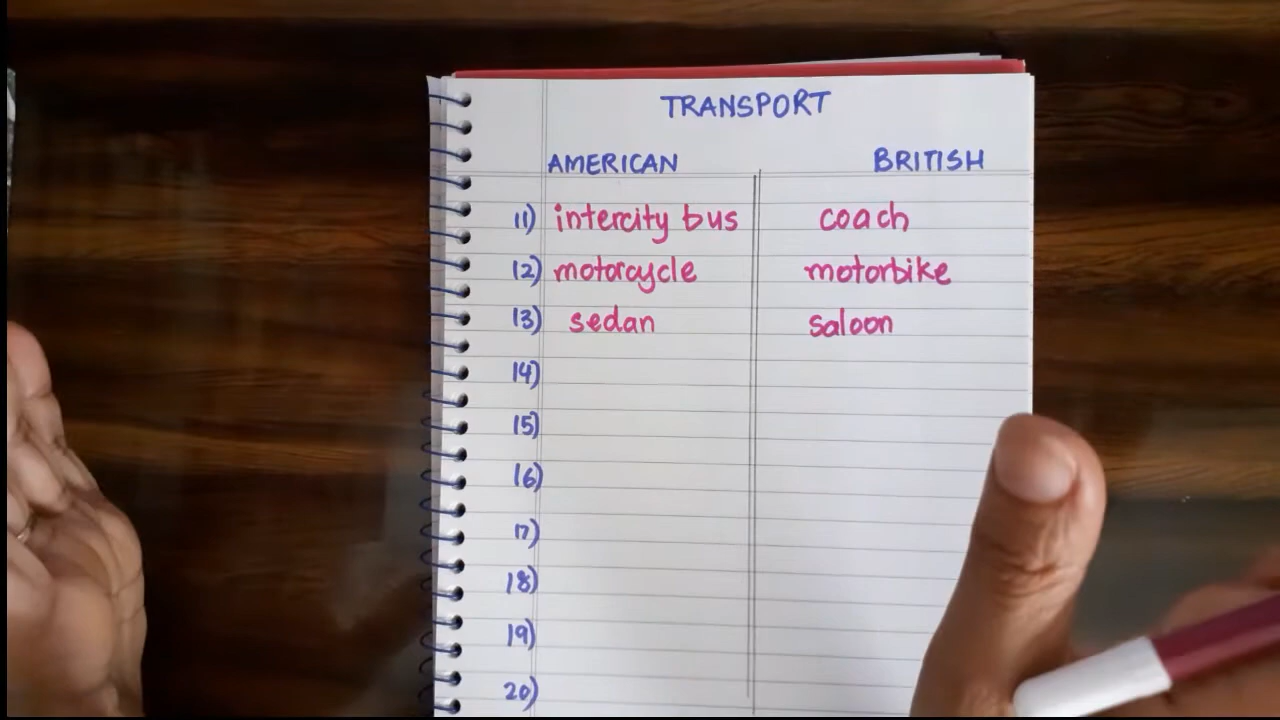 TRANSPORT
AMERICAN BRITISH
11) intercity bus coach
12) motorcycle motorbike
13) sedan saloon
14)
15)
16)
17)
18)
19)
20)